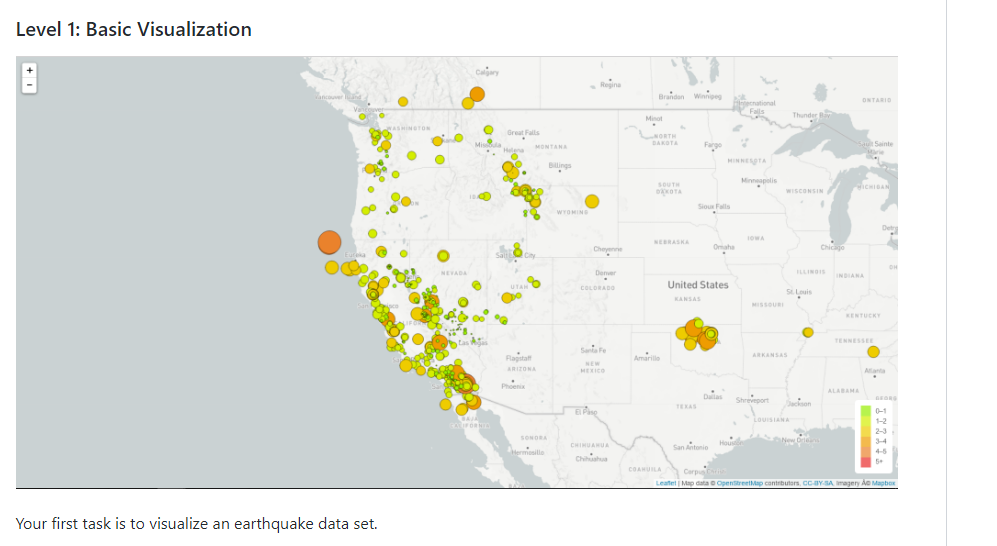 Level 1: Basic Visualization
+
−
Calgary
Regina
Vancouver Island
Brandon
Winnipeg
International
Falls
Vancouver
ONTARIO
Minot
Thunder Bay
WASHINGTON
NORTH
DAKOTA
Great Falls
Missoula
Helena
MONTANA
Fargo
Sault Sainte
Marie
Billings
MINNESOTA
Minneapolis
SOUTH
DAKOTA
WISCONSIN
MICHIGAN
WYOMING
Sioux Falls
NEBRASKA
IOWA
Eureka
Cheyenne
Omaha
Chicago
Salt Lake City
NEVADA
Denver
ILLINOIS
INDIANA
OH
UTAH
COLORADO
United States
KANSAS
St. Louis
MISSOURI
KENTUCKY
Las Vegas
TENNESSEE
Santa Fe
Amarillo
Flagstaff
ARKANSAS
ARIZONA
NEW
MEXICO
Atlanta
Phoenix
ALABAMA
Dallas
Shreveport
Jackson
TEXAS
El Paso
LOUISIANA
BAJA
CALIFORNIA
SONORA
CHIHUAHUA
San Antonio
New Orleans
Hermosillo
Chihuahua
COAHUILA
0–1
1–2
2–3
3–4
4–5
5+
Leaflet | Map data © OpenStreetMap contributors, CC-BY-SA, Imagery Â© Mapbox
Your first task is to visualize an earthquake data set.